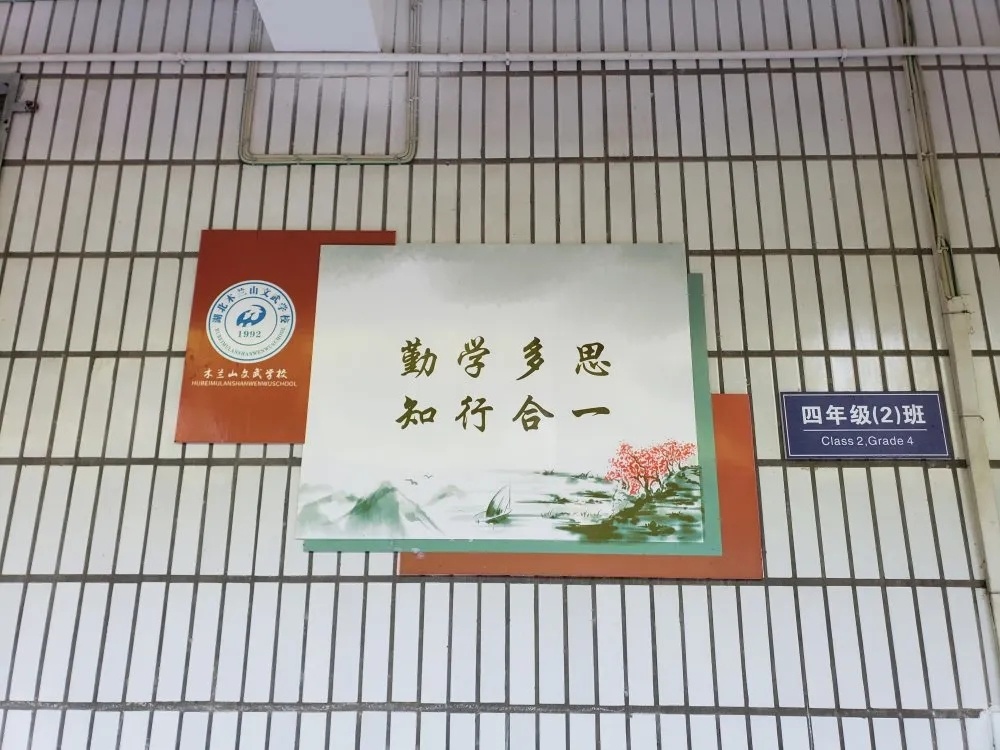 湖北木兰山文武学校
1992
HUBEIMULANSHANWENWUSCHOOL
木兰山文武学校
HUBEIMULANSHANWENWUSCHOOL
勤学多思
知行合一
四年级(2)班
Class 2,Grade 4